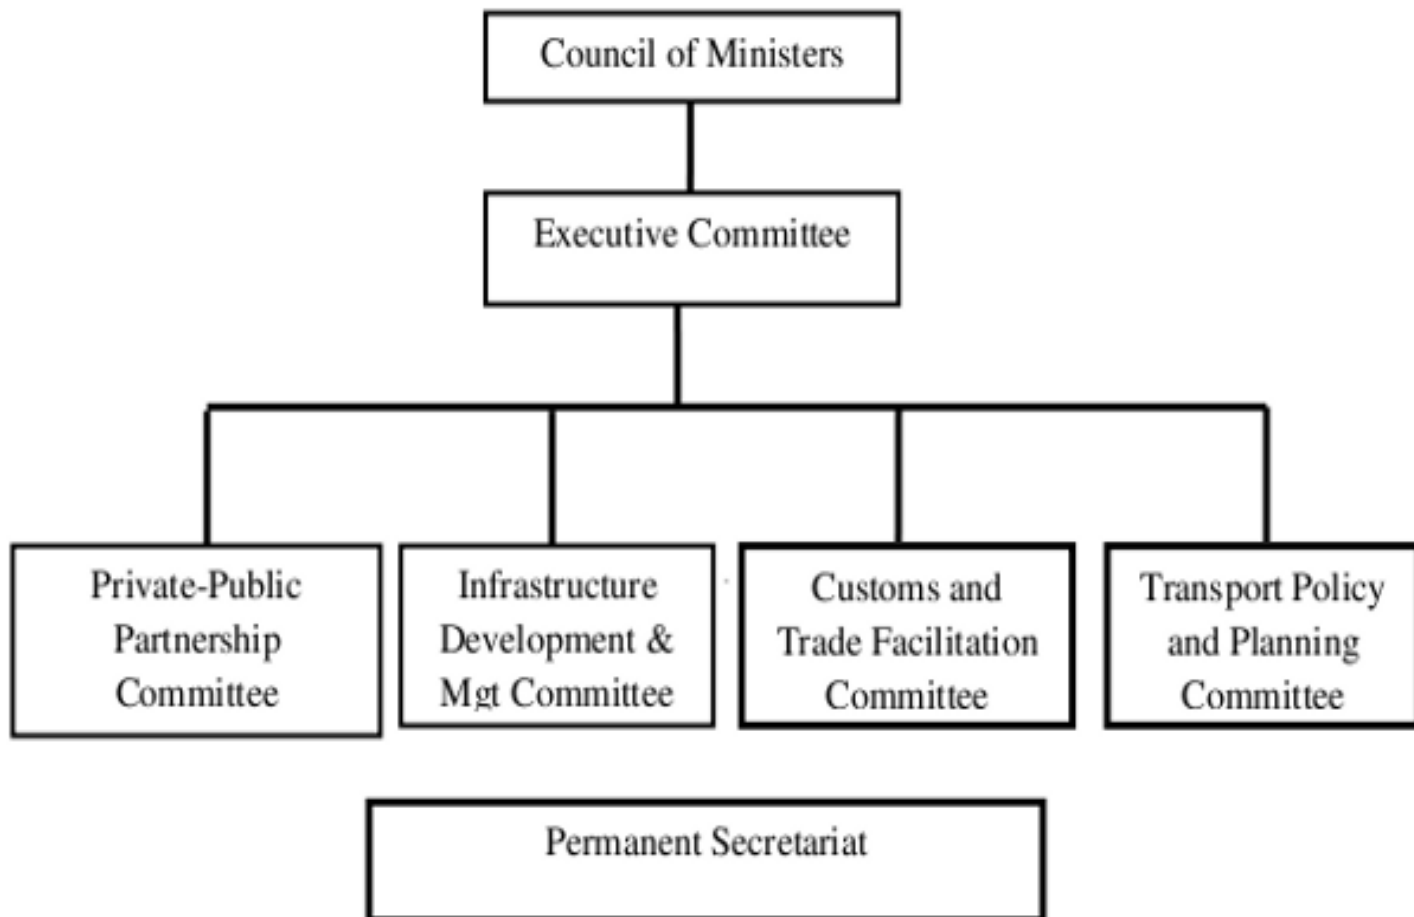 Council of Ministers
Executive Committee
Private-Public
Partnership
Committee
Infrastructure
Development &
Mgt Committee
Customs and
Trade Facilitation
Committee
Transport Policy
and Planning
Committee
Permanent Secretariat